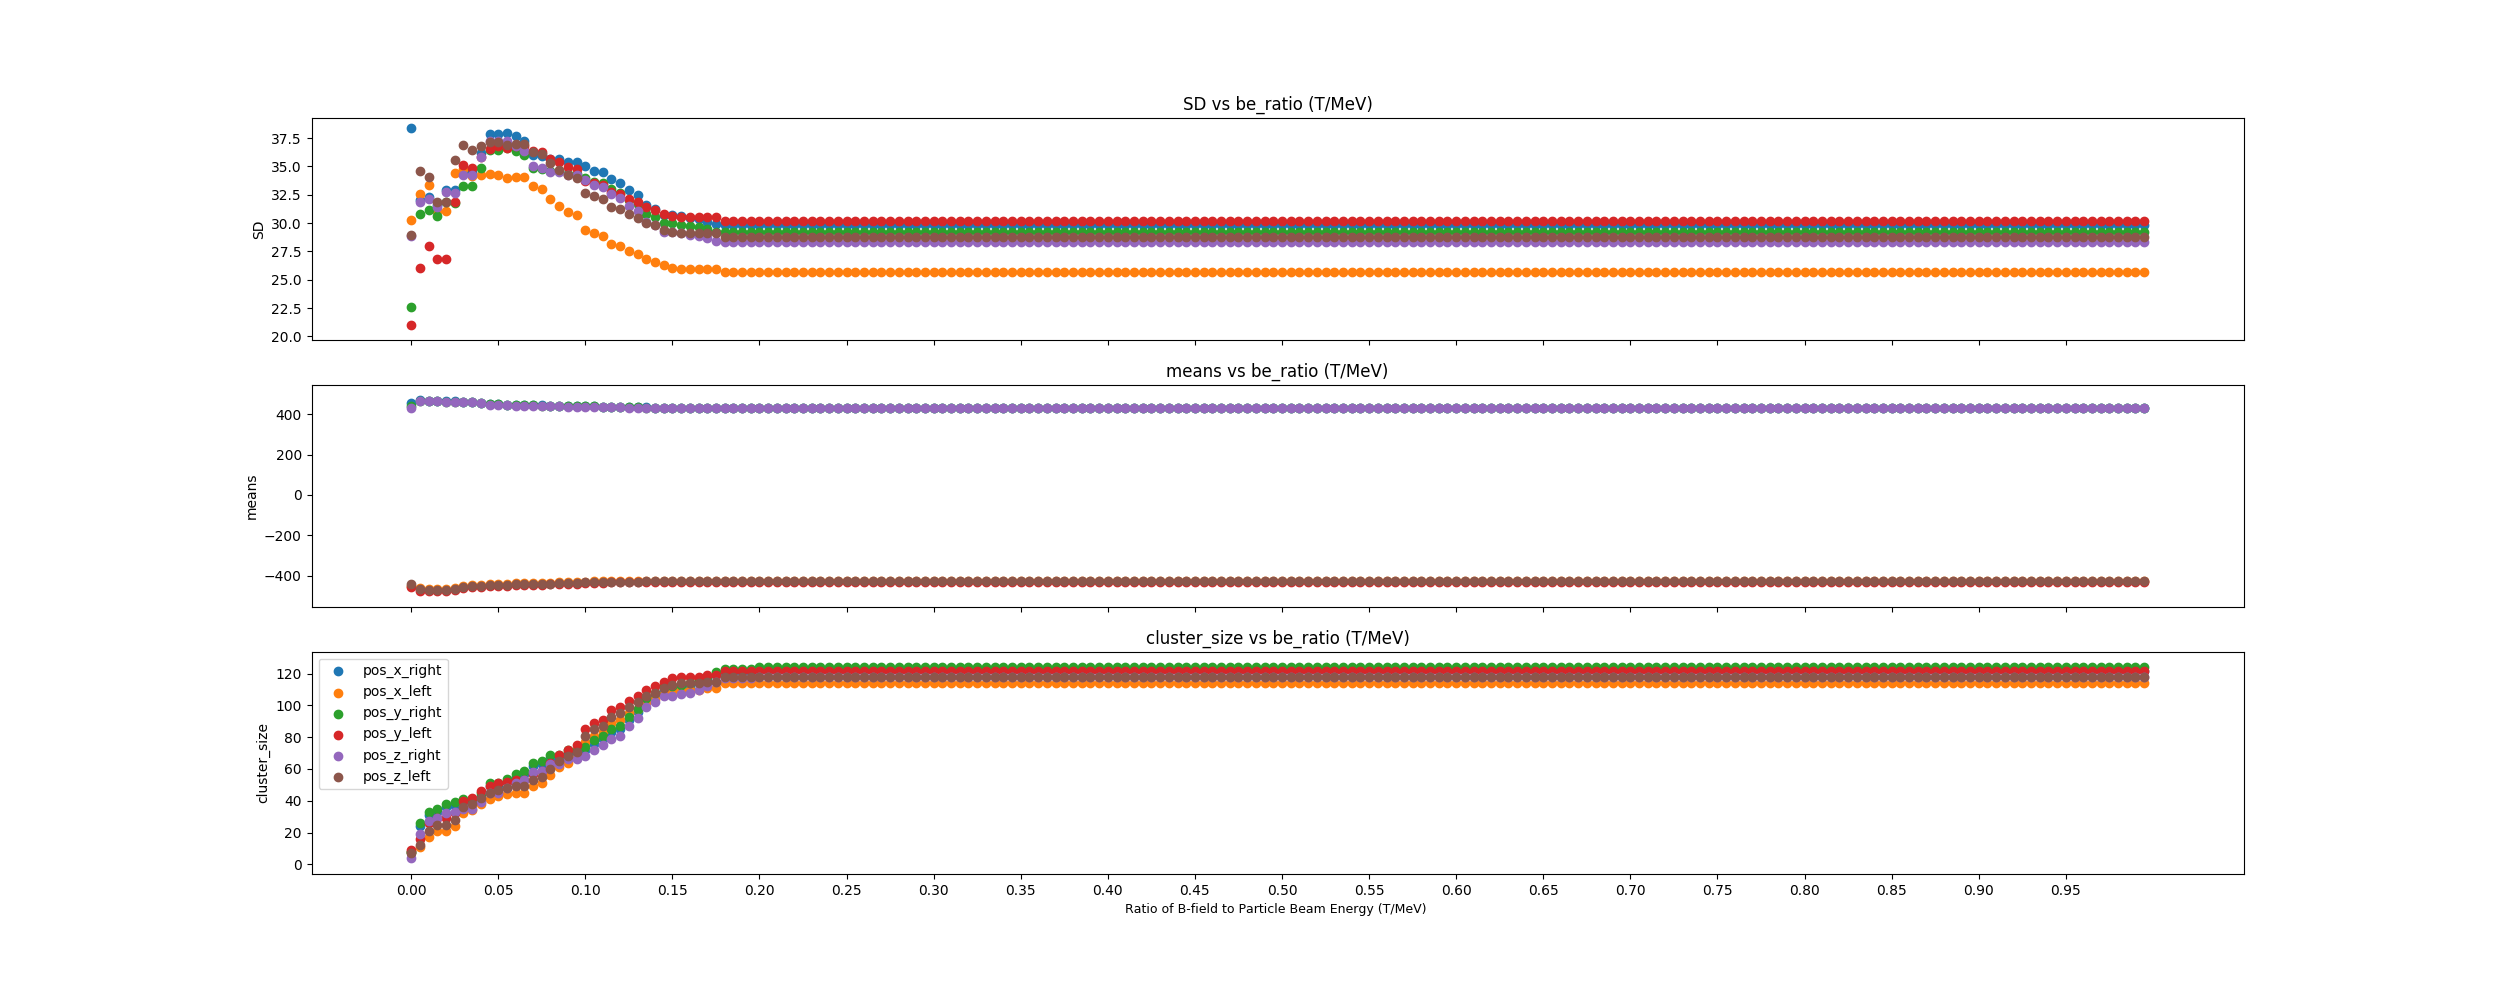 SD vs be_ratio (T/MeV)
37.5
35.0
32.5
30.0
27.5
25.0
22.5
20.0
SD
means vs be_ratio (T/MeV)
400
200
0
−200
−400
means
cluster_size vs be_ratio (T/MeV)
120
100
80
60
40
20
0
cluster_size
pos_x_right
pos_x_left
pos_y_right
pos_y_left
pos_z_right
pos_z_left
0.00 0.05 0.10 0.15 0.20 0.25 0.30 0.35 0.40 0.45 0.50 0.55 0.60 0.65 0.70 0.75 0.80 0.85 0.90 0.95
Ratio of B-field to Particle Beam Energy (T/MeV)